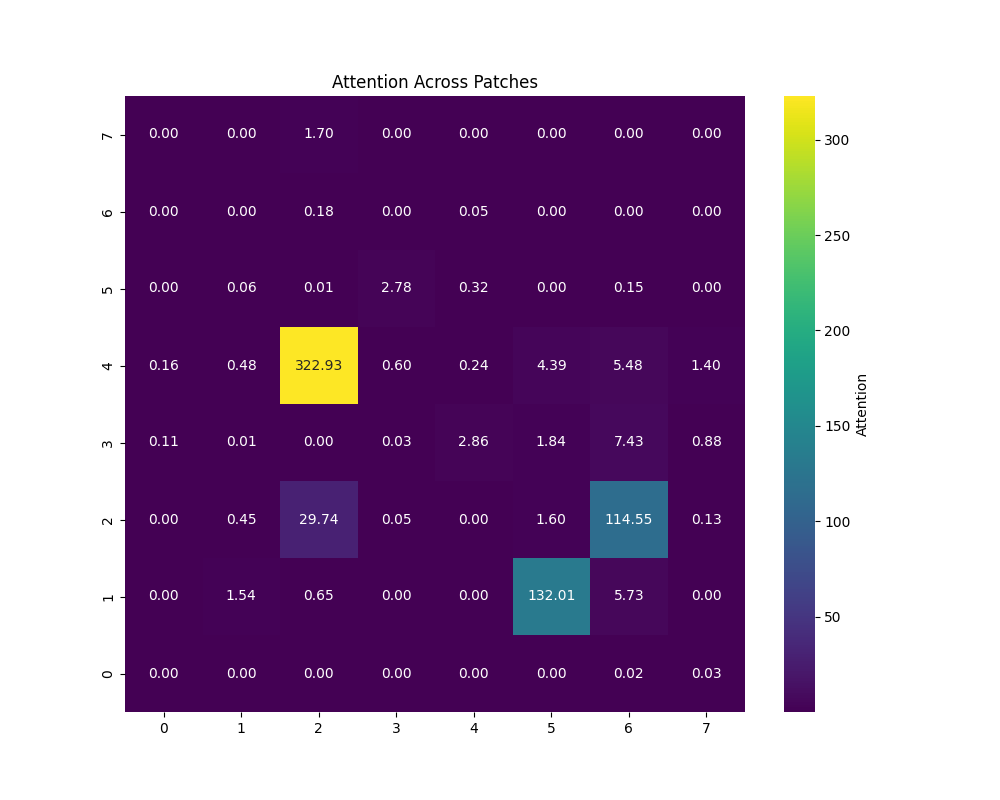 Attention Across Patches
7 0.00 0.00 1.70 0.00 0.00 0.00 0.00 0.00
6 0.00 0.00 0.18 0.00 0.05 0.00 0.00 0.00
5 0.00 0.06 0.01 2.78 0.32 0.00 0.15 0.00
4 0.16 0.48 322.93 0.60 0.24 4.39 5.48 1.40
3 0.11 0.01 0.00 0.03 2.86 1.84 7.43 0.88
2 0.00 0.45 29.74 0.05 0.00 1.60 114.55 0.13
1 0.00 1.54 0.65 0.00 0.00 132.01 5.73 0.00
0 0.00 0.00 0.00 0.00 0.00 0.00 0.02 0.03
0 1 2 3 4 5 6 7
300
250
200
150
100
50
Attention